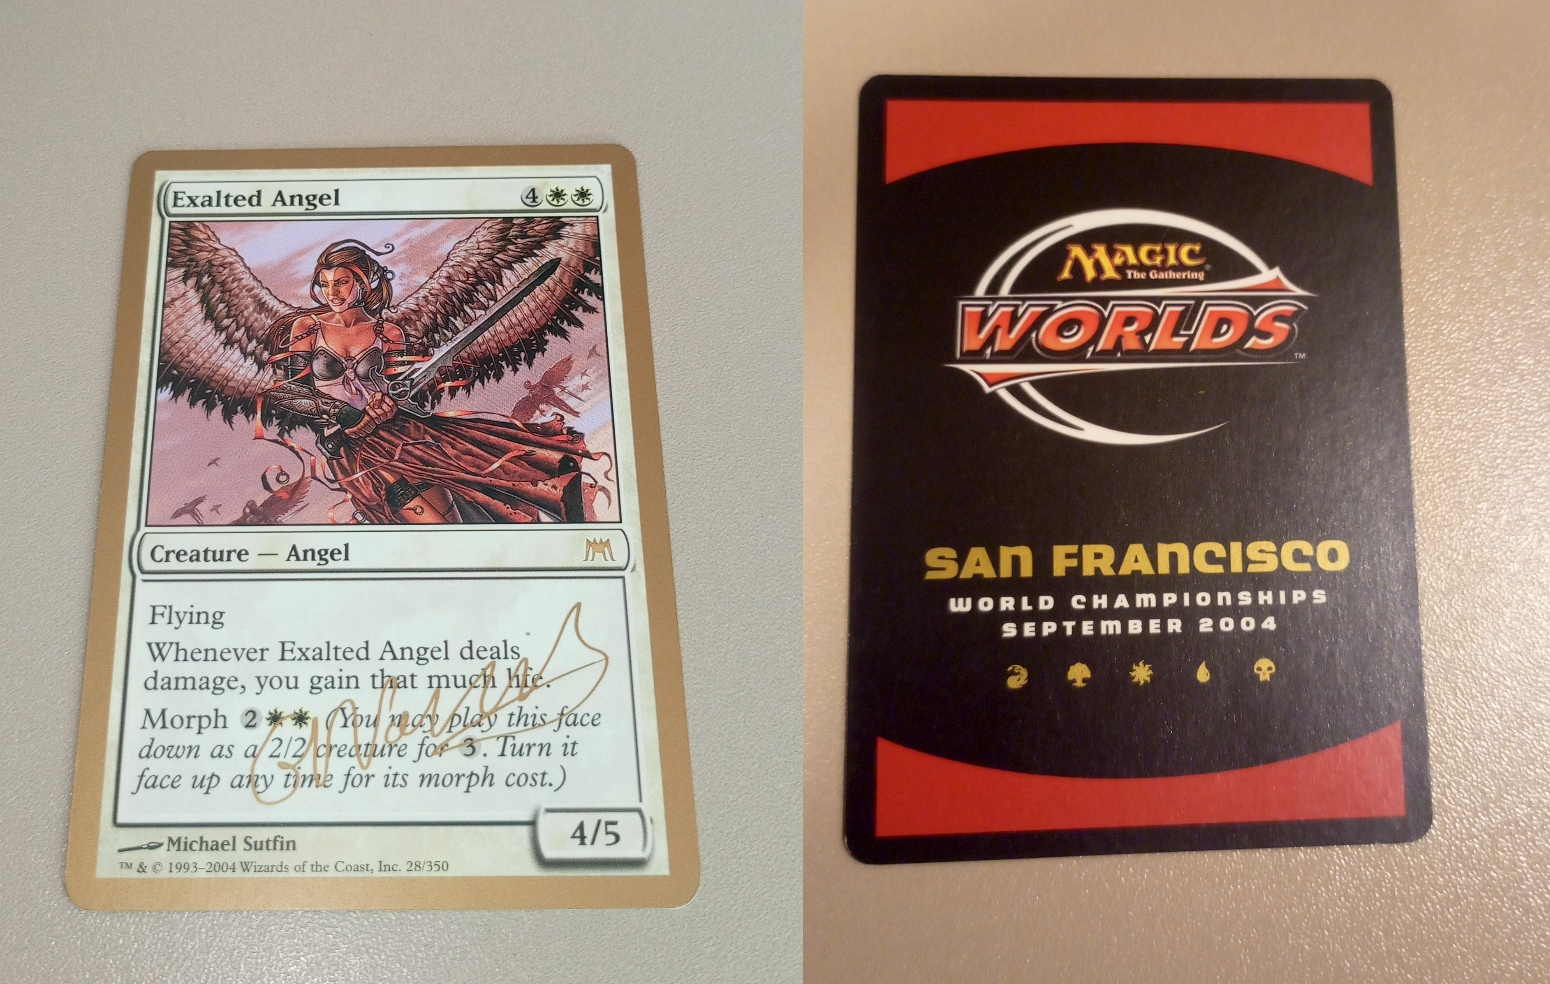 Exalted Angel 4
Creature — Angel
Flying
Whenever Exalted Angel deals
damage, you gain that much life.
Morph 2 (You may play this face
down as a 2/2 creature for 3. Turn it
face up any time for its morph cost.)
4/5
Michael Sutfin
™ & © 1993–2004 Wizards of the Coast, Inc. 28/350
MAGIC
The Gathering®
WORLDS™
SAN FRANCISCO
WORLD CHAMPIONSHIPS
SEPTEMBER 2004